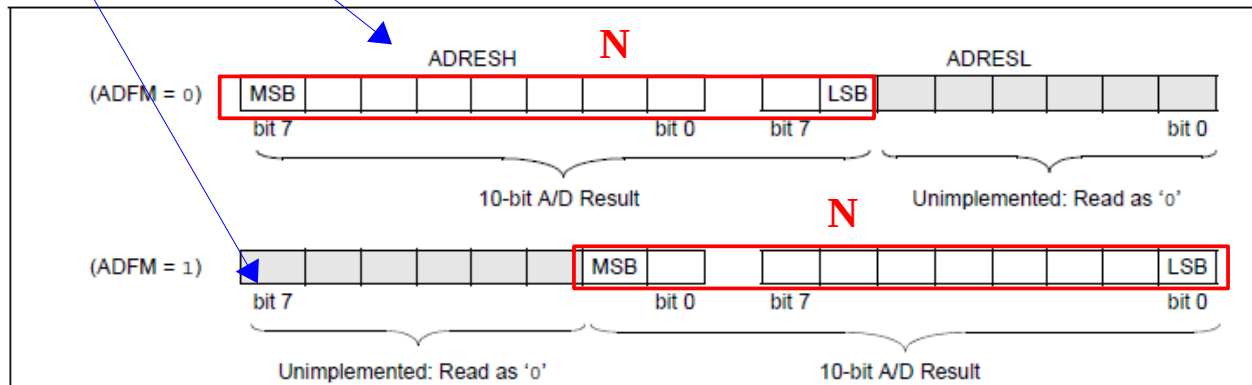 N
ADRESH ADRESL
(ADFM = 0) MSB LSB
bit 7 bit 0 bit 7 bit 0
10-bit A/D Result Unimplemented: Read as ‘0’
N
(ADFM = 1) MSB LSB
bit 7 bit 0 bit 7 bit 0
Unimplemented: Read as ‘0’ 10-bit A/D Result